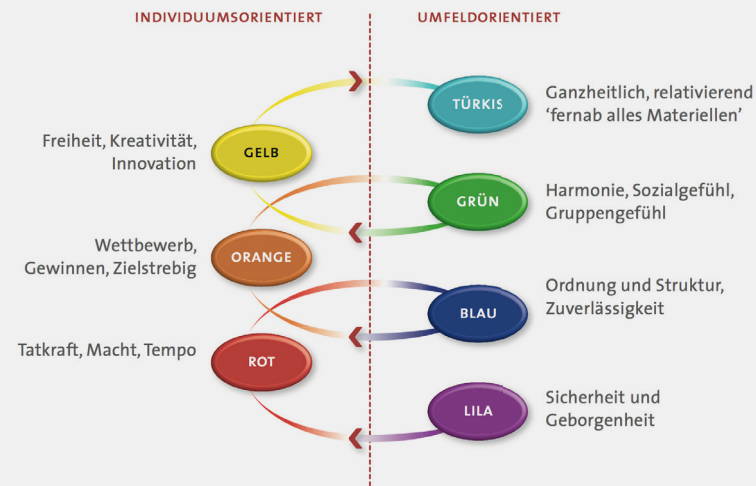 INDIVIDUUMSORIENTIERT
UMFELDORIENTIERT
TÜRKIS
Ganzheitlich, relativierend
‘fernab alles Materiellen’
Freiheit, Kreativität,
Innovation
GELB
GRÜN
Harmonie, Sozialgefühl,
Gruppengefühl
Wettbewerb,
Gewinnen, Zielstrebig
ORANGE
BLAU
Ordnung und Struktur,
Zuverlässigkeit
Tatkraft, Macht, Tempo
ROT
LILA
Sicherheit und
Geborgenheit